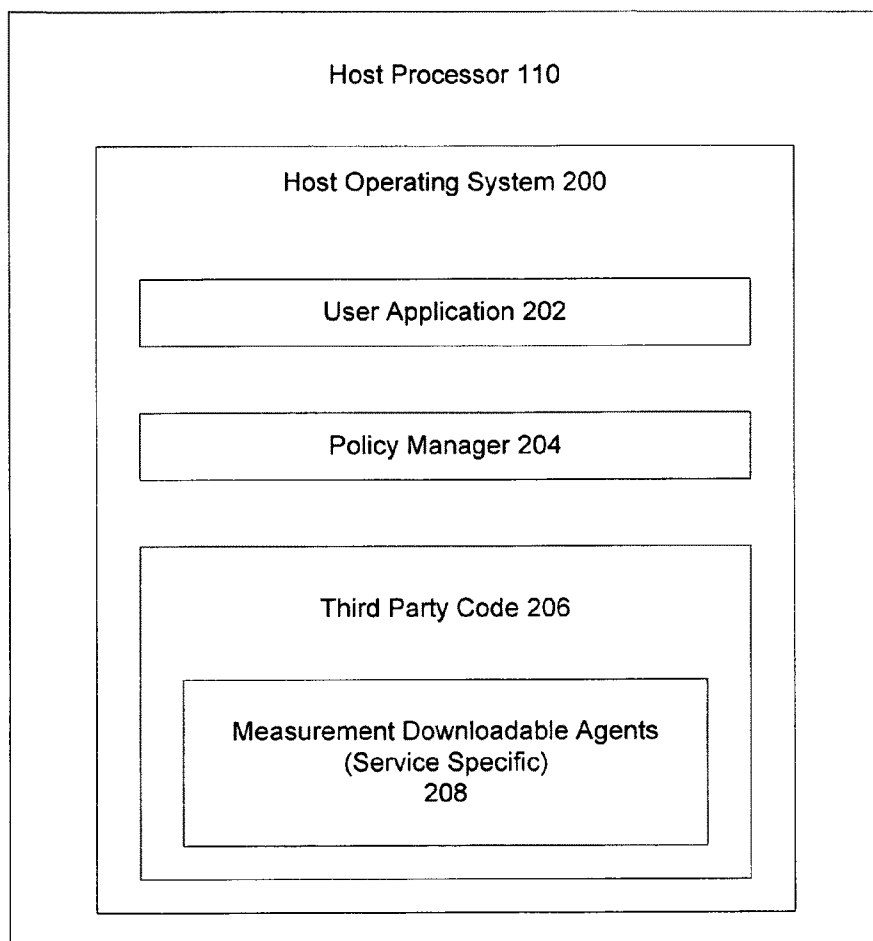 Host Processor 110
Host Operating System 200
User Application 202
Policy Manager 204
Third Party Code 206
Measurement Downloadable Agents
(Service Specific)
208